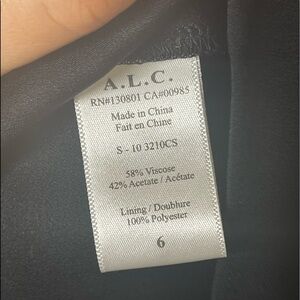 A.L.C.
RN#130801 CA#00985
Made in China
Fait en Chine
S - 10 3210CS
58% Viscose
42% Acetate / Acétate
Lining / Doublure
100% Polyester
6